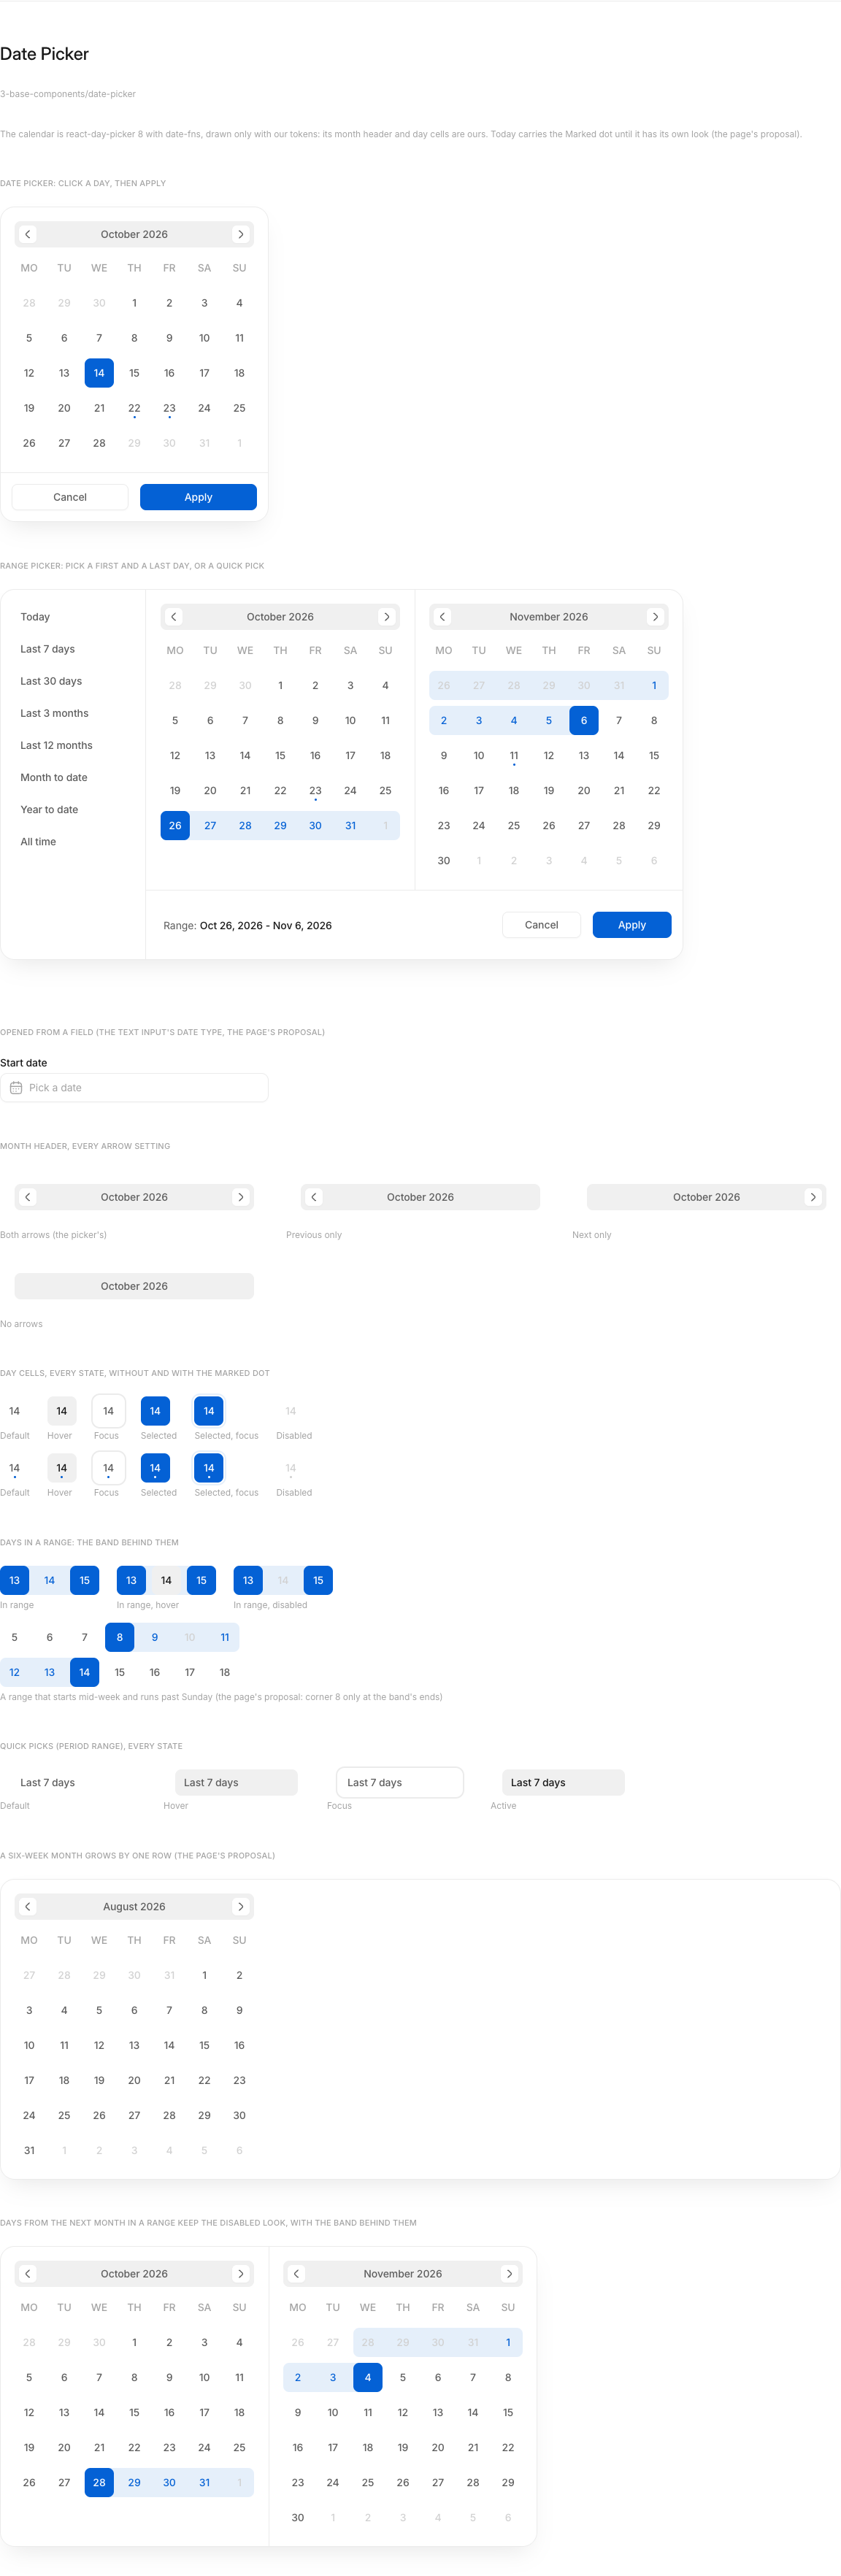 Date Picker
3-base-components/date-picker
The calendar is react-day-picker 8 with date-fns, drawn only with our tokens: its month header and day cells are ours. Today carries the Marked dot until it has its own look (the page's proposal).
DATE PICKER: CLICK A DAY, THEN APPLY
October 2026
MO TU WE TH FR SA SU
28 29 30 1 2 3 4
5 6 7 8 9 10 11
12 13 14 15 16 17 18
19 20 21 22 23 24 25
26 27 28 29 30 31 1
Cancel Apply
RANGE PICKER: PICK A FIRST AND A LAST DAY, OR A QUICK PICK
Today
Last 7 days
Last 30 days
Last 3 months
Last 12 months
Month to date
Year to date
All time
October 2026
MO TU WE TH FR SA SU
28 29 30 1 2 3 4
5 6 7 8 9 10 11
12 13 14 15 16 17 18
19 20 21 22 23 24 25
26 27 28 29 30 31 1
November 2026
MO TU WE TH FR SA SU
26 27 28 29 30 31 1
2 3 4 5 6 7 8
9 10 11 12 13 14 15
16 17 18 19 20 21 22
23 24 25 26 27 28 29
30 1 2 3 4 5 6
Range: Oct 26, 2026 - Nov 6, 2026
Cancel Apply
OPENED FROM A FIELD (THE TEXT INPUT'S DATE TYPE, THE PAGE'S PROPOSAL)
Start date
Pick a date
MONTH HEADER, EVERY ARROW SETTING
October 2026 October 2026 October 2026
Both arrows (the picker's) Previous only Next only
October 2026
No arrows
DAY CELLS, EVERY STATE, WITHOUT AND WITH THE MARKED DOT
14 14 14 14 14 14
Default Hover Focus Selected Selected, focus Disabled
14 14 14 14 14 14
Default Hover Focus Selected Selected, focus Disabled
DAYS IN A RANGE: THE BAND BEHIND THEM
13 14 15 13 14 15 13 14 15
In range In range, hover In range, disabled
5 6 7 8 9 10 11
12 13 14 15 16 17 18
A range that starts mid-week and runs past Sunday (the page's proposal: corner 8 only at the band's ends)
QUICK PICKS (PERIOD RANGE), EVERY STATE
Last 7 days Last 7 days Last 7 days Last 7 days
Default Hover Focus Active
A SIX-WEEK MONTH GROWS BY ONE ROW (THE PAGE'S PROPOSAL)
August 2026
MO TU WE TH FR SA SU
27 28 29 30 31 1 2
3 4 5 6 7 8 9
10 11 12 13 14 15 16
17 18 19 20 21 22 23
24 25 26 27 28 29 30
31 1 2 3 4 5 6
DAYS FROM THE NEXT MONTH IN A RANGE KEEP THE DISABLED LOOK, WITH THE BAND BEHIND THEM
October 2026
MO TU WE TH FR SA SU
28 29 30 1 2 3 4
5 6 7 8 9 10 11
12 13 14 15 16 17 18
19 20 21 22 23 24 25
26 27 28 29 30 31 1
November 2026
MO TU WE TH FR SA SU
26 27 28 29 30 31 1
2 3 4 5 6 7 8
9 10 11 12 13 14 15
16 17 18 19 20 21 22
23 24 25 26 27 28 29
30 1 2 3 4 5 6